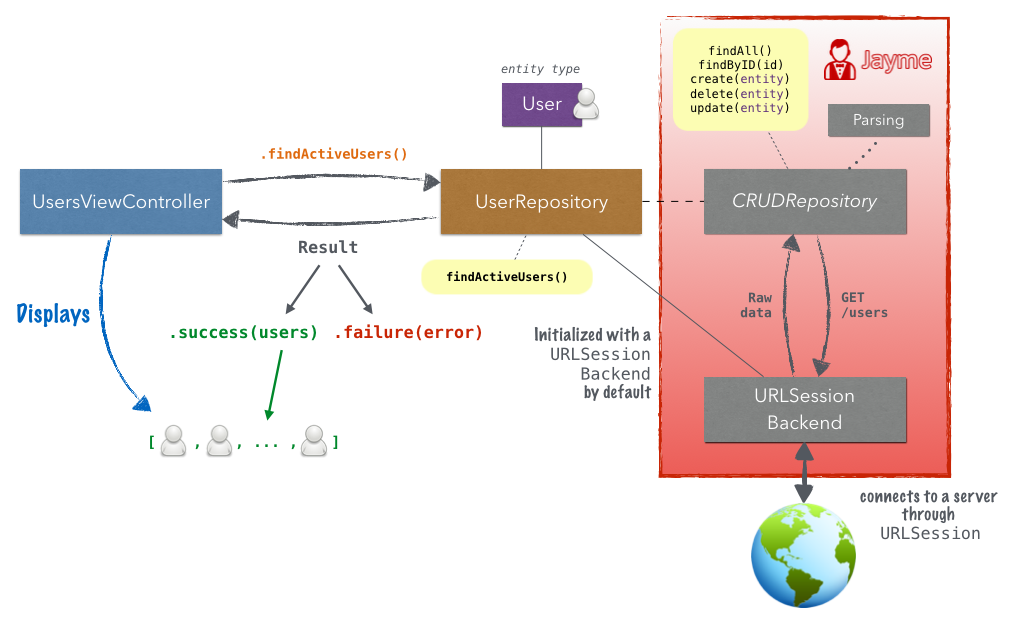 findAll()
findByID(id)
create(entity)
delete(entity)
update(entity)
Jayme
Parsing
entity type
User
.findActiveUsers()
UsersViewController
UserRepository
CRUDRepository
Result
findActiveUsers()
Displays
.success(users)
.failure(error)
Raw
data
GET
/users
Initialized with a
URLSession
Backend
by default
URLSession
Backend
[ , , ... , ]
connects to a server
through
URLSession